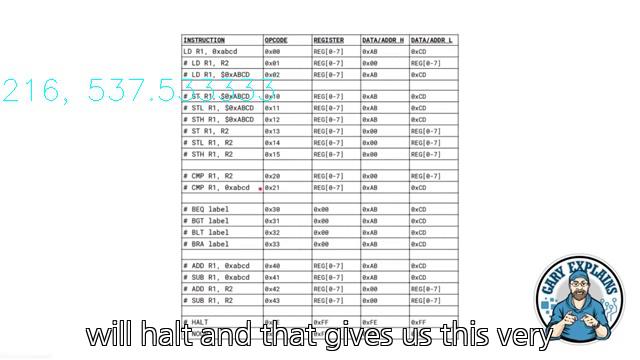 INSTRUCTION OPCODE REGISTER DATA/ADDR H DATA/ADDR L
LD R1, 0xabcd 0x00 REG[0-7] 0xAB 0xCD
# LD R1, R2 0x01 REG[0-7] 0x00 REG[0-7]
# LD R1, $0xABCD 0x02 REG[0-7] 0xAB 0xCD
216, 537.533333
# ST R1, $0xABCD 0x10 REG[0-7] 0xAB 0xCD
# STL R1, $0xABCD 0x11 REG[0-7] 0xAB 0xCD
# STH R1, $0xABCD 0x12 REG[0-7] 0xAB 0xCD
# ST R1, R2 0x13 REG[0-7] 0x00 REG[0-7]
# STL R1, R2 0x14 REG[0-7] 0x00 REG[0-7]
# STH R1, R2 0x15 REG[0-7] 0x00 REG[0-7]
# CMP R1, R2 0x20 REG[0-7] 0x00 REG[0-7]
# CMP R1, 0xabcd 0x21 REG[0-7] 0xAB 0xCD
# BEQ label 0x30 0x00 0xAB 0xCD
# BGT label 0x31 0x00 0xAB 0xCD
# BLT label 0x32 0x00 0xAB 0xCD
# BRA label 0x33 0x00 0xAB 0xCD
# ADD R1, 0xabcd 0x40 REG[0-7] 0xAB 0xCD
# SUB R1, 0xabcd 0x41 REG[0-7] 0xAB 0xCD
# ADD R1, R2 0x42 REG[0-7] 0x00 REG[0-7]
# SUB R1, R2 0x43 REG[0-7] 0x00 REG[0-7]
# HALT 0xFF 0xFE 0xFF
will halt and that gives us this very
GARY EXPLAINS